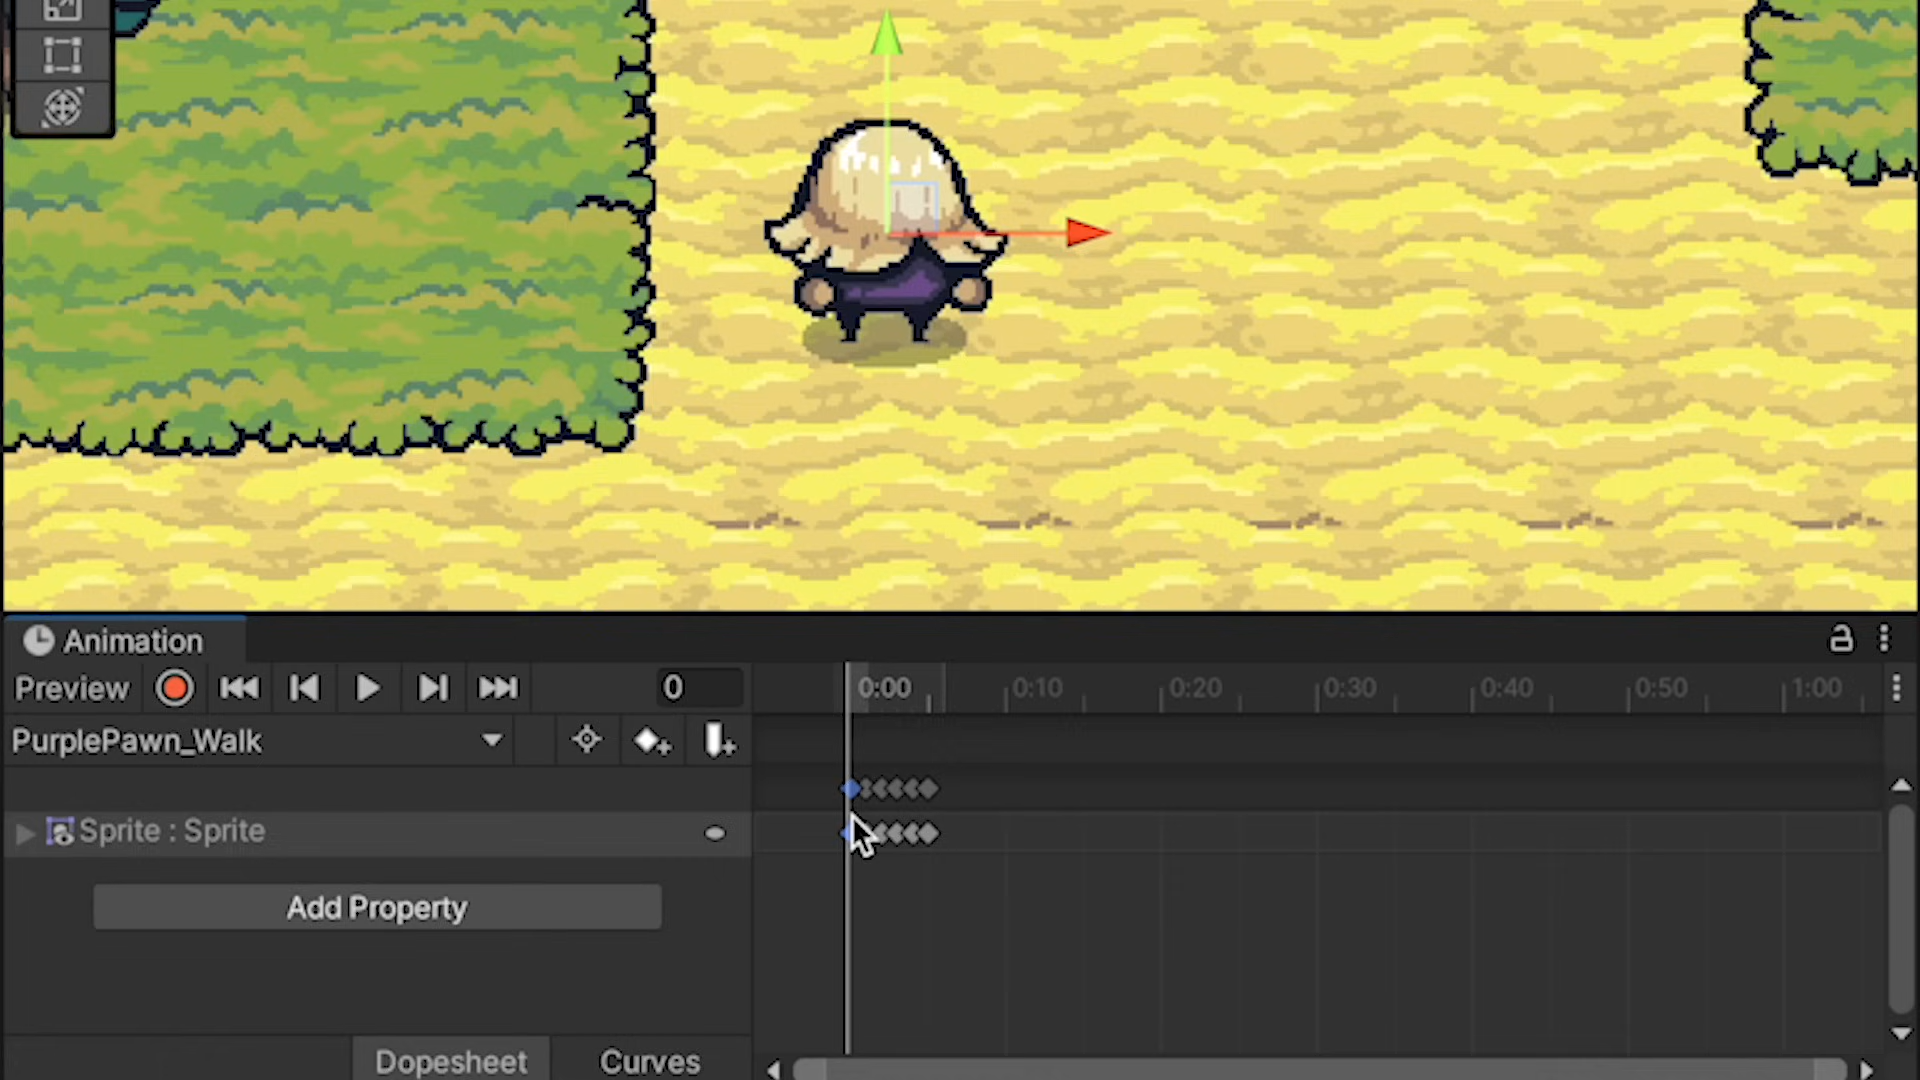 Animation
Preview 0 0:00 0:10 0:20 0:30 0:40 0:50 1:00
PurplePawn_Walk
Sprite : Sprite
Add Property
Dopesheet Curves